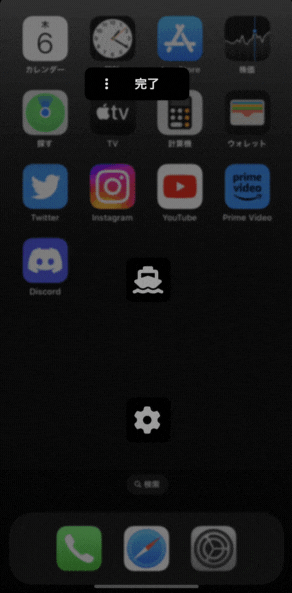 木
6
カレンダー
株価
完了
tv
探す
TV
計算機
ウォレット
prime video
Twitter
Instagram
YouTube
Prime Video
Discord
検索